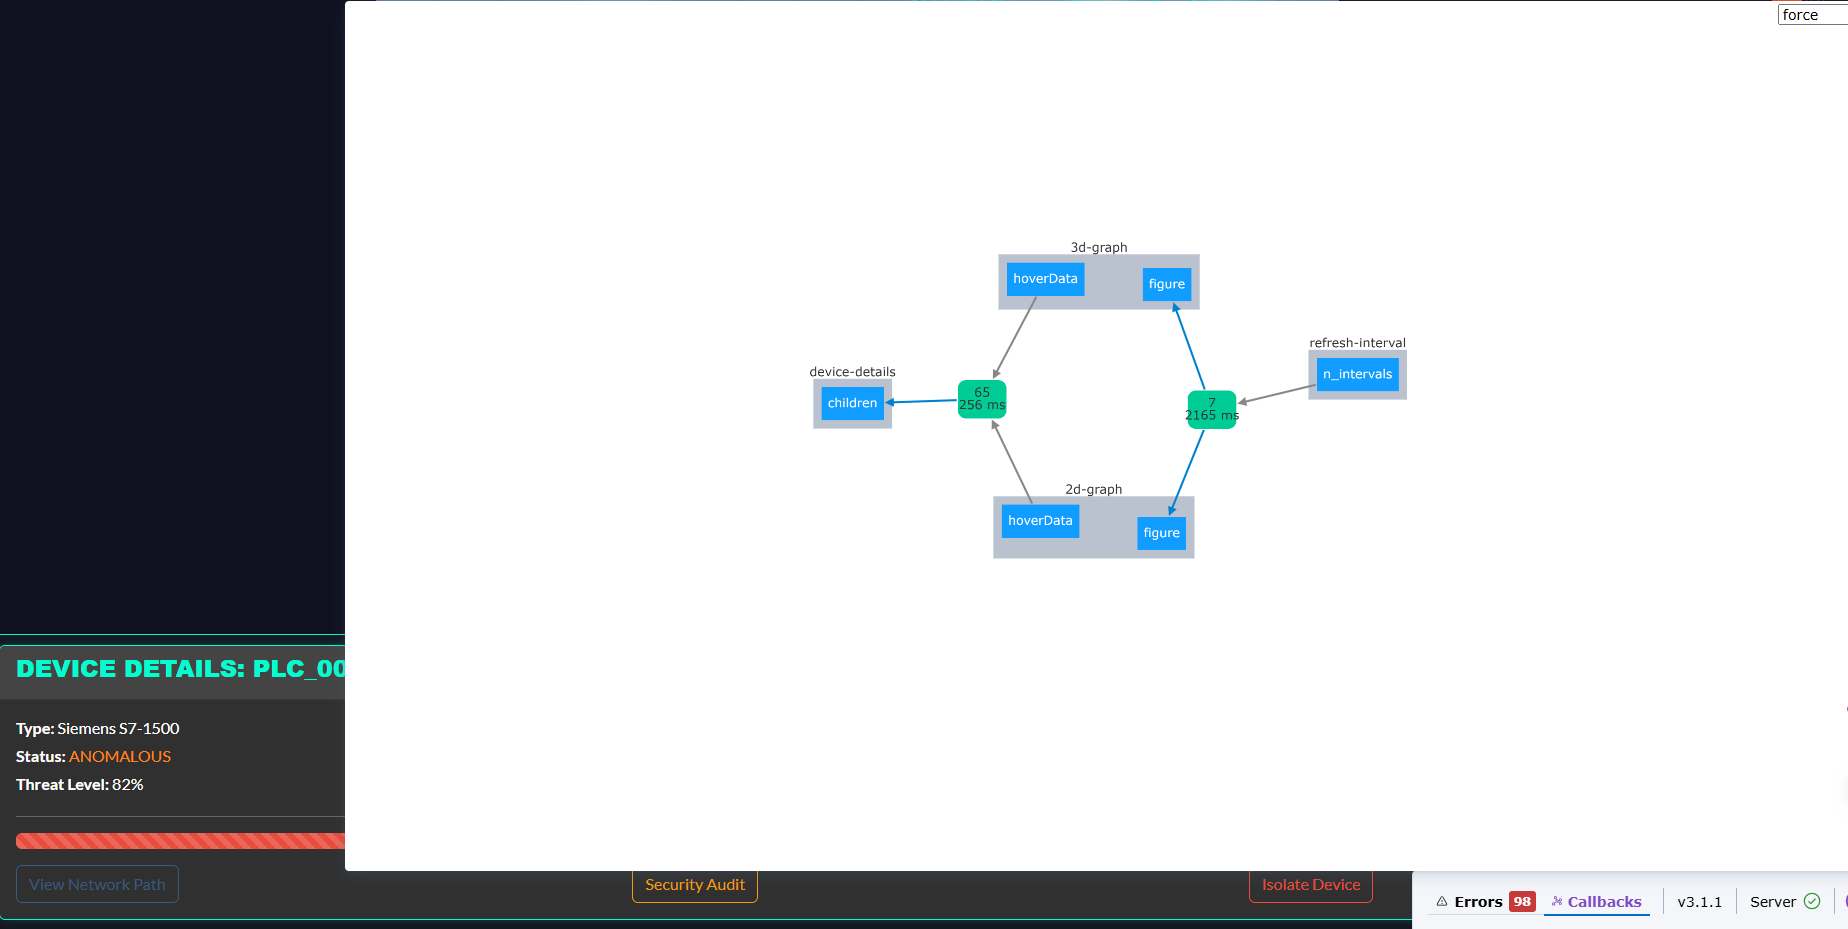 force
3d-graph
hoverData
figure
refresh-interval
n_intervals
device-details
children
65
256 ms
7
2165 ms
2d-graph
hoverData
figure
DEVICE DETAILS: PLC_00
Type: Siemens S7-1500
Status: ANOMALOUS
Threat Level: 82%
View Network Path
Security Audit
Isolate Device
Errors 98 Callbacks v3.1.1 Server